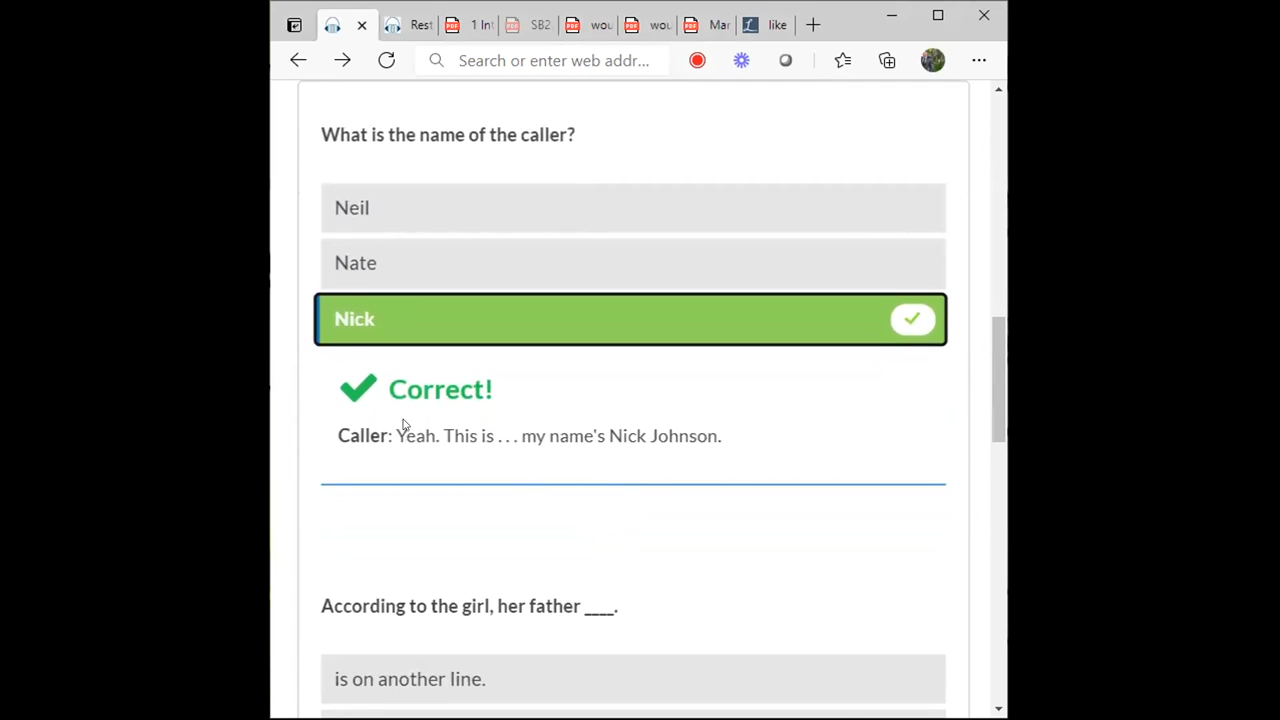 Rest
1 Int
SB2
wou
wou
Mar
like
Search or enter web addr...
What is the name of the caller?
Neil
Nate
Nick
Correct!
Caller: Yeah. This is . . . my name's Nick Johnson.
According to the girl, her father ____.
is on another line.